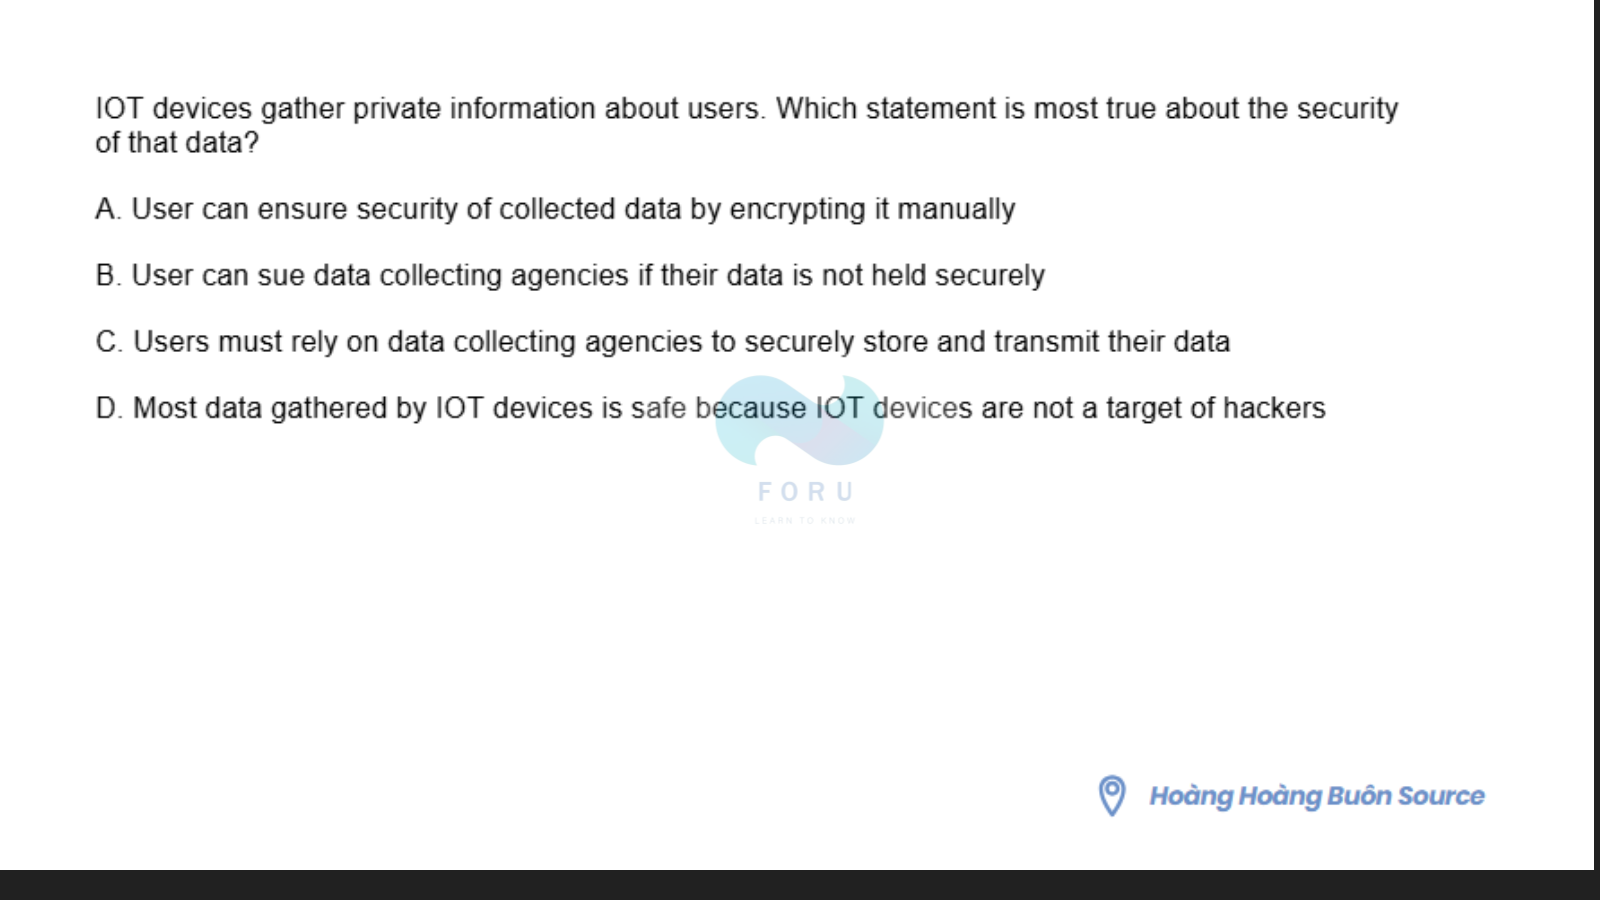 IOT devices gather private information about users. Which statement is most true about the security
of that data?
A. User can ensure security of collected data by encrypting it manually
B. User can sue data collecting agencies if their data is not held securely
C. Users must rely on data collecting agencies to securely store and transmit their data
D. Most data gathered by IOT devices is safe because IOT devices are not a target of hackers
FORU
LEARN TO KNOW
Hoàng Hoàng Buôn Source